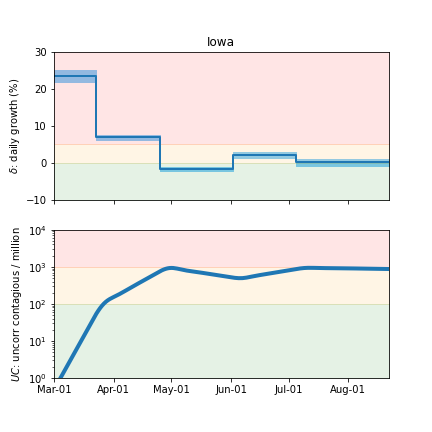 Iowa
δ: daily growth (%)
30
20
10
0
−10
UC: uncorr contagious / million
10⁴
10³
10²
10¹
10⁰
Mar-01 Apr-01 May-01 Jun-01 Jul-01 Aug-01